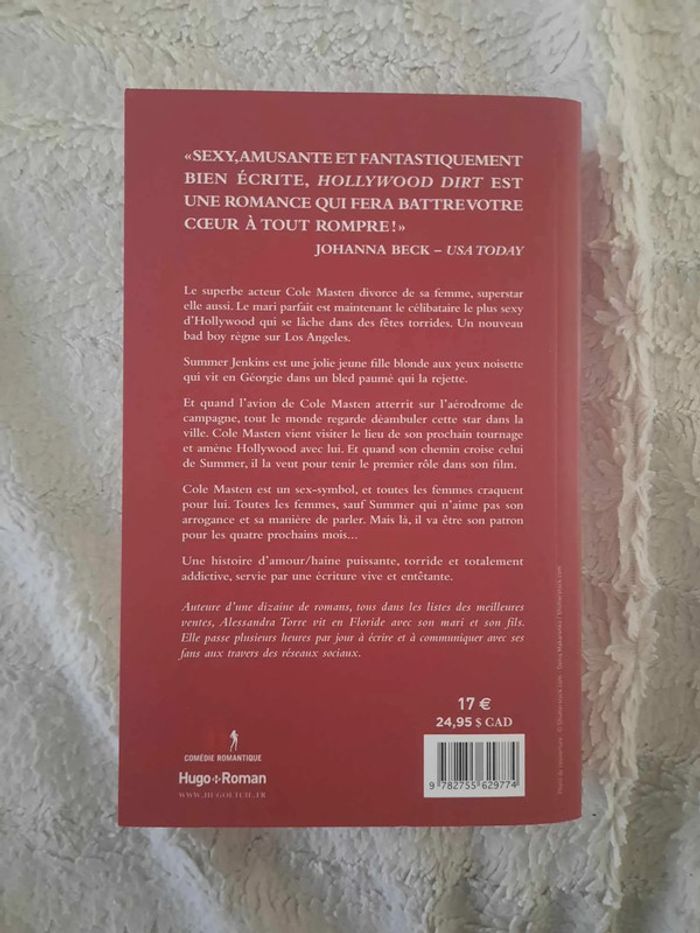 « SEXY, AMUSANTE ET FANTASTIQUEMENT
BIEN ÉCRITE, HOLLYWOOD DIRT EST
UNE ROMANCE QUI FERA BATTRE VOTRE
CŒUR À TOUT ROMPRE ! »
JOHANNA BECK – USA TODAY
Le superbe acteur Cole Masten divorce de sa femme, superstar
elle aussi. Le mari parfait est maintenant le célibataire le plus sexy
d'Hollywood qui se lâche dans des fêtes torrides. Un nouveau
bad boy règne sur Los Angeles.
Summer Jenkins est une jolie jeune fille blonde aux yeux noisette
qui vit en Géorgie dans un bled paumé qui la rejette.
Et quand l'avion de Cole Masten atterrit sur l'aérodrome de
campagne, tout le monde regarde déambuler cette star dans la
ville. Cole Masten vient visiter le lieu de son prochain tournage
et amène Hollywood avec lui. Et quand son chemin croise celui
de Summer, il la veut pour tenir le premier rôle dans son film.
Cole Masten est un sex-symbol, et toutes les femmes craquent
pour lui. Toutes les femmes, sauf Summer qui n'aime pas son
arrogance et sa manière de parler. Mais là, il va être son patron
pour les quatre prochains mois...
Une histoire d'amour/haine puissante, torride et totalement
addictive, servie par une écriture vive et entêtante.
Auteure d'une dizaine de romans, tous dans les listes des meilleures
ventes, Alessandra Torre vit en Floride avec son mari et son fils.
Elle passe plusieurs heures par jour à écrire et à communiquer avec ses
fans aux travers des réseaux sociaux.
17 €
24,95 $ CAD
COMÉDIE ROMANTIQUE
Hugo Roman
WWW.HUGOETCIE.FR
9 782755 629774
Photo de couverture : © Shutterstock.com